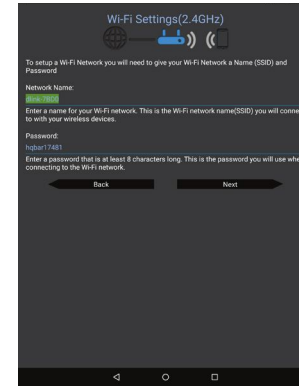 Wi-Fi Settings(2.4GHz)
To setup a Wi-Fi Network you will need to give your Wi-Fi Network a Name (SSID) and
Password
Network Name:
dlink-7B00
Enter a name for your Wi-Fi network. This is the Wi-Fi network name(SSID) you will conne
to with your wireless devices.
Password:
hqbar17481
Enter a password that is at least 8 characters long. This is the password you will use whe
connecting to the Wi-Fi network.
Back
Next